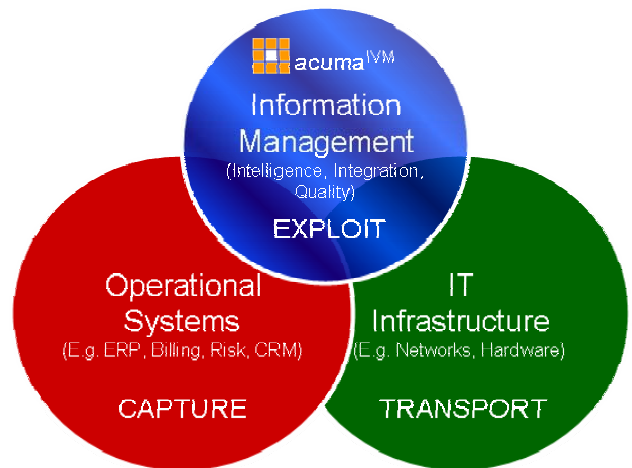 acuma IVM
Information
Management
(Intelligence, Integration,
Quality)
EXPLOIT
Operational
Systems
(E.g. ERP, Billing, Risk, CRM)
CAPTURE
IT
Infrastructure
(E.g. Networks, Hardware)
TRANSPORT